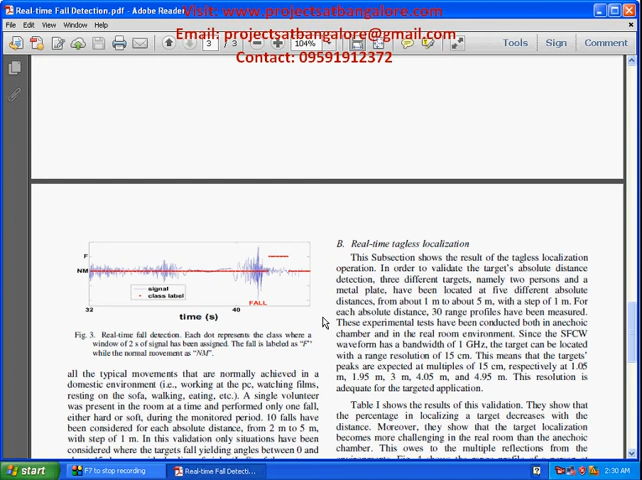 Real-time Fall Detection.pdf - Adobe Reader
Visit: www.projectsatbangalore.com
File Edit View Window Help
Email: projectsatbangalore@gmail.com
3 / 3 104%
Tools Sign Comment
Contact: 09591912372
F
NM
signal
class label
FALL
32 40
time (s)
Fig. 3. Real-time fall detection. Each dot represents the class where a
window of 2 s of signal has been assigned. The fall is labeled as "F"
while the normal movement as "NM".
all the typical movements that are normally achieved in a
domestic environment (i.e., working at the pc, watching films,
resting on the sofa, walking, eating, etc.). A single volunteer
was present in the room at a time and performed only one fall,
either hard or soft, during the monitored period. 10 falls have
been considered for each absolute distance, from 2 m to 5 m,
with step of 1 m. In this validation only situations have been
considered where the targets fall yielding angles between 0 and
B. Real-time tagless localization
This Subsection shows the result of the tagless localization
operation. In order to validate the target's absolute distance
detection, three different targets, namely two persons and a
metal plate, have been located at five different absolute
distances, from about 1 m to about 5 m, with a step of 1 m. For
each absolute distance, 30 range profiles have been measured.
These experimental tests have been conducted both in anechoic
chamber and in the real room environment. Since the SFCW
waveform has a bandwidth of 1 GHz, the target can be located
with a range resolution of 15 cm. This means that the targets'
peaks are expected at multiples of 15 cm, respectively at 1.05
m, 1.95 m, 3 m, 4.05 m, and 4.95 m. This resolution is
adequate for the targeted application.
Table I shows the results of this validation. They show that
the percentage in localizing a target decreases with the
distance. Moreover, they show that the target localization
becomes more challenging in the real room than the anechoic
chamber. This owes to the multiple reflections from the
start
F7 to stop recording
Real-time Fall Detecti...
2:30 AM